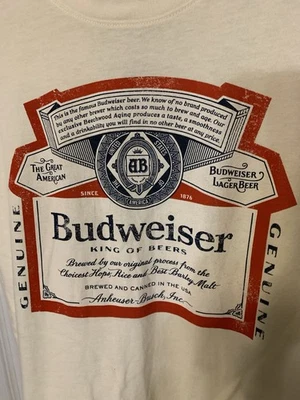 This is the famous Budweiser beer. We know of no brand produced
by any other brewer which costs so much to brew and age. Our
exclusive Beechwood Aging produces a taste, a smoothness
and a drinkability you will find in no other beer at any price.
THE GREAT
AMERICAN
AB
BUDWEISER
LAGER BEER
AMERICA
SINCE
1876
GENUINE
GENUINE
Budweiser
KING OF BEERS
Brewed by our original process from the
Choicest Hops, Rice and Best Barley Malt
BREWED AND CANNED IN THE USA
Anheuser-Busch, Inc.